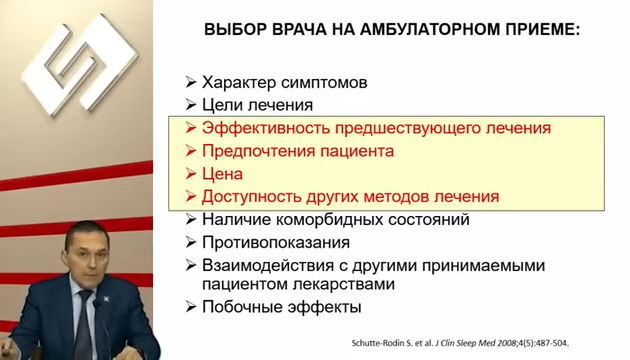 ВЫБОР ВРАЧА НА АМБУЛАТОРНОМ ПРИЕМЕ:
Характер симптомов
Цели лечения
Эффективность предшествующего лечения
Предпочтения пациента
Цена
Доступность других методов лечения
Наличие коморбидных состояний
Противопоказания
Взаимодействия с другими принимаемыми
пациентом лекарствами
Побочные эффекты
Schutte-Rodin S. et al. J Clin Sleep Med 2008;4(5):487-504.